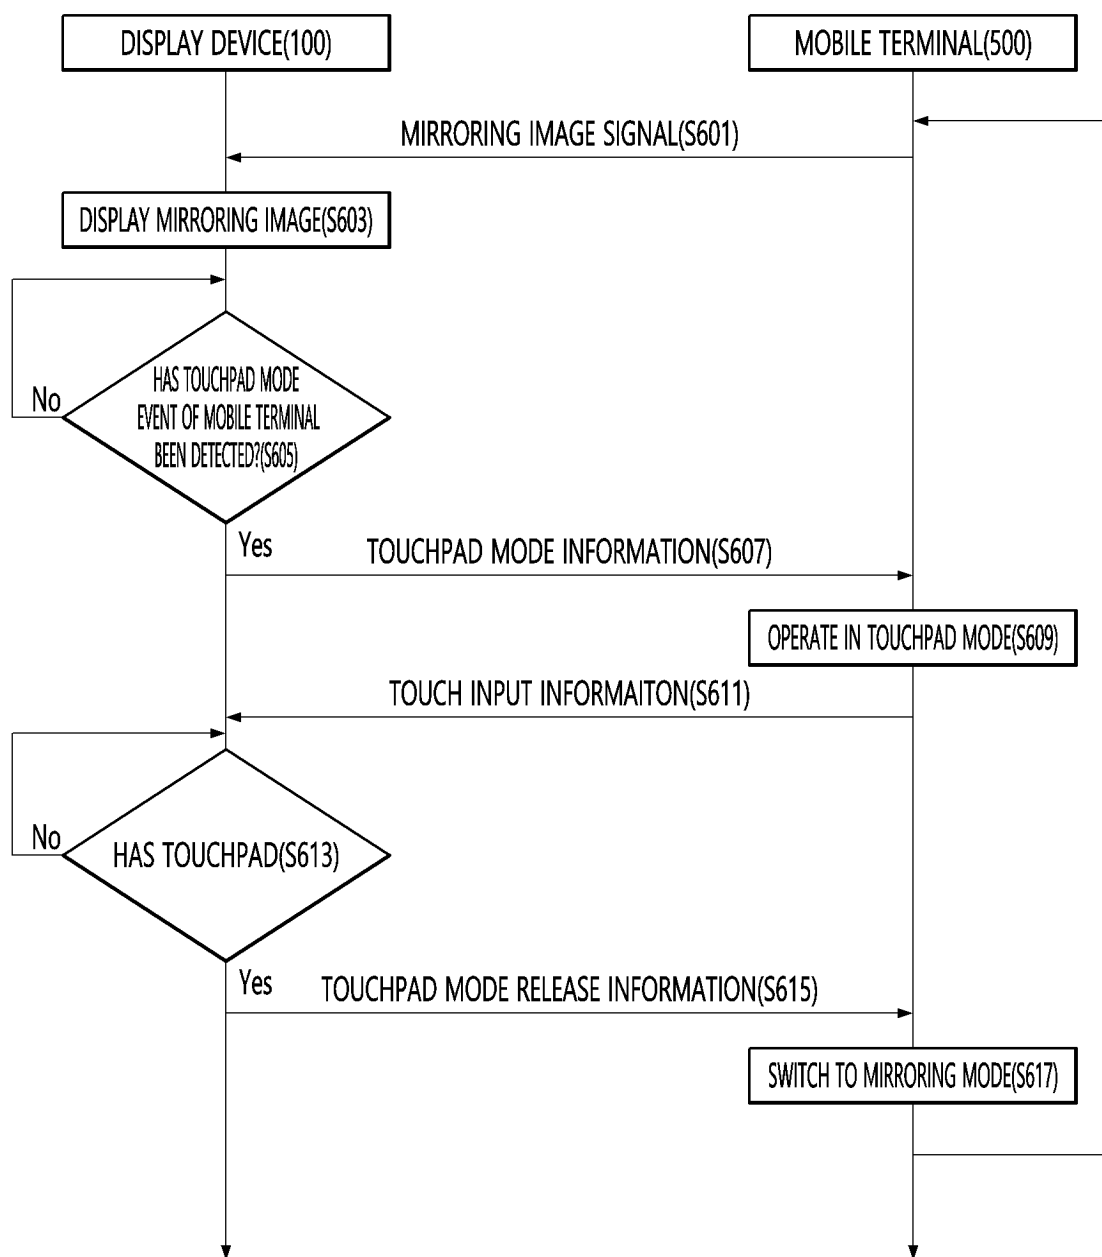 DISPLAY DEVICE(100)
MOBILE TERMINAL(500)
MIRRORING IMAGE SIGNAL(S601)
DISPLAY MIRRORING IMAGE(S603)
HAS TOUCHPAD MODE
EVENT OF MOBILE TERMINAL
BEEN DETECTED?(S605)
No
Yes
TOUCHPAD MODE INFORMATION(S607)
OPERATE IN TOUCHPAD MODE(S609)
TOUCH INPUT INFORMAITON(S611)
No
HAS TOUCHPAD(S613)
Yes
TOUCHPAD MODE RELEASE INFORMATION(S615)
SWITCH TO MIRRORING MODE(S617)